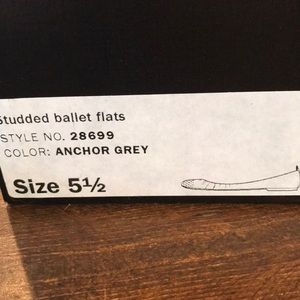 Studded ballet flats
STYLE NO. 28699
COLOR: ANCHOR GREY
Size 5½